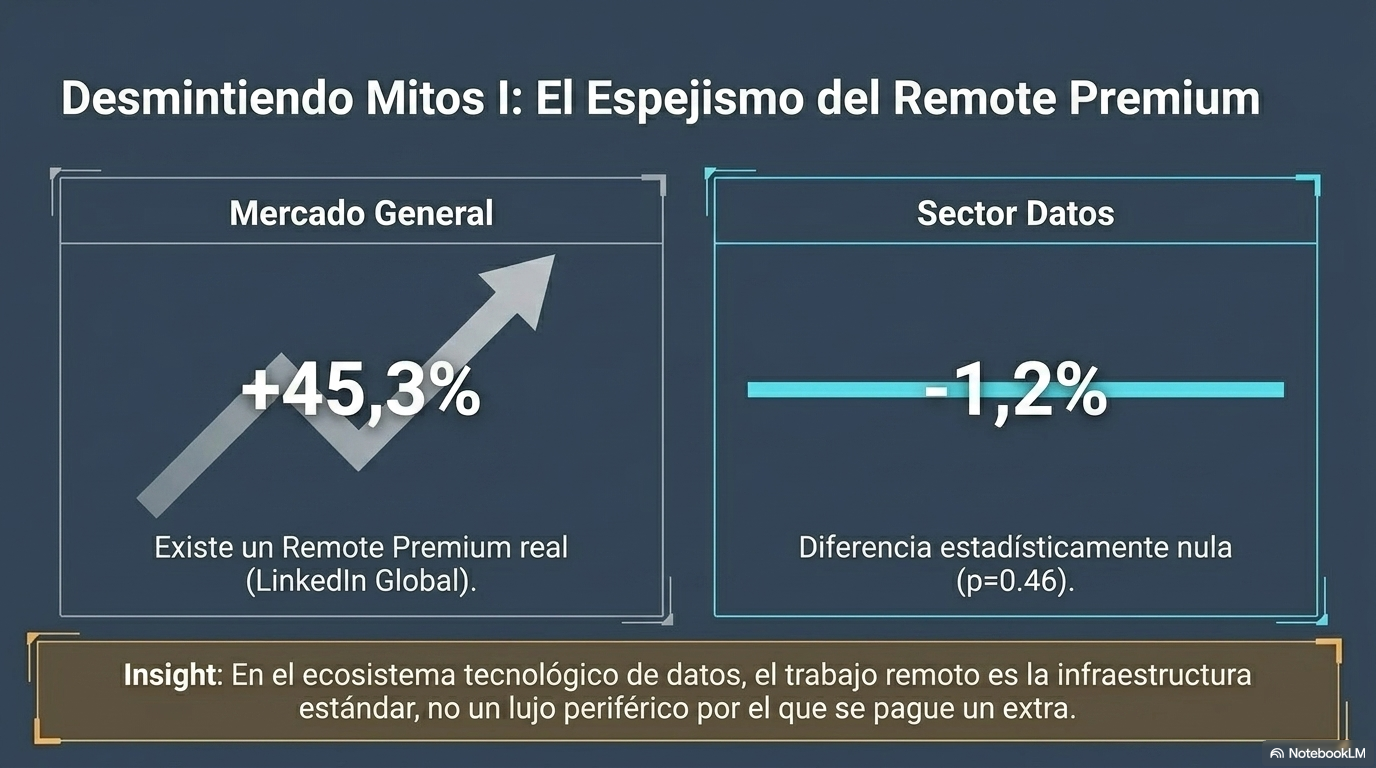 Desmintiendo Mitos I: El Espejismo del Remote Premium
Mercado General
+45,3%
Existe un Remote Premium real
(LinkedIn Global).
Sector Datos
-1,2%
Diferencia estadísticamente nula
(p=0.46).
Insight: En el ecosistema tecnológico de datos, el trabajo remoto es la infraestructura
estándar, no un lujo periférico por el que se pague un extra.
NotebookLM